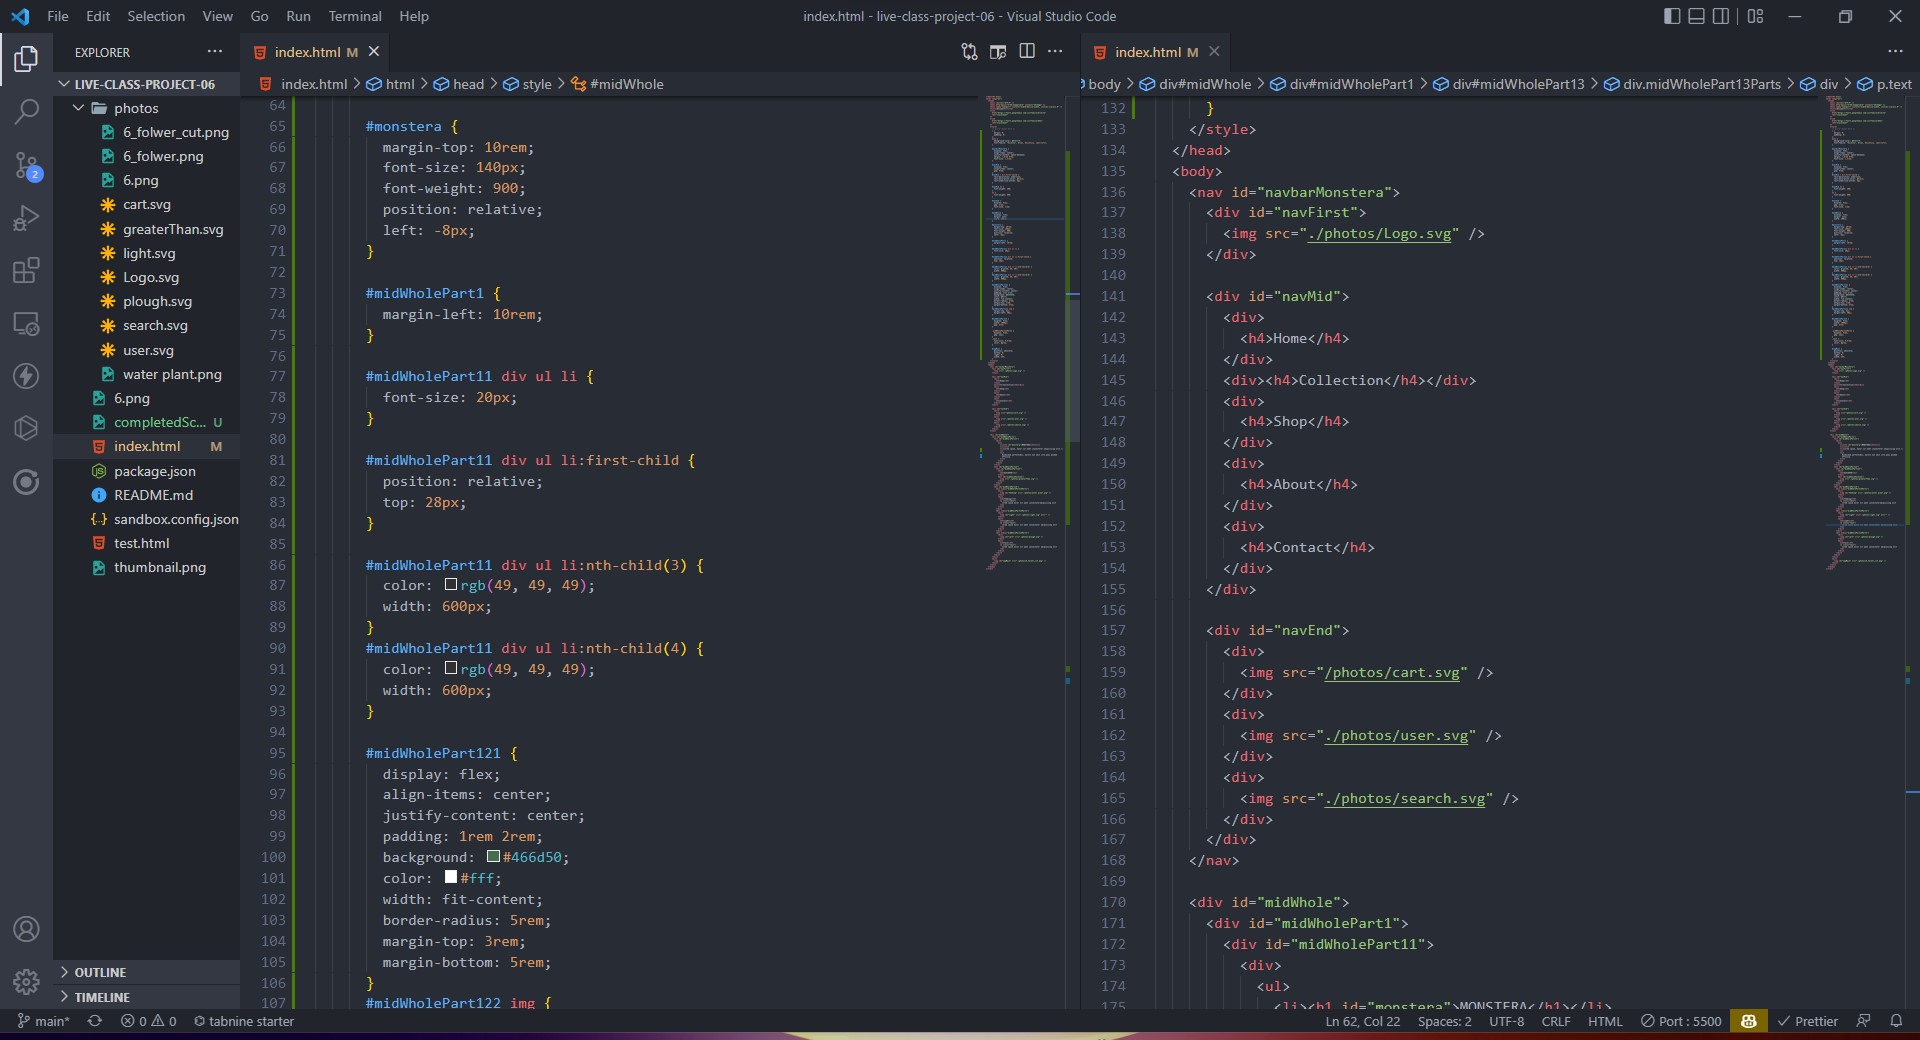 File Edit Selection View Go Run Terminal Help
index.html - live-class-project-06 - Visual Studio Code
EXPLORER
LIVE-CLASS-PROJECT-06
photos
6_folwer_cut.png
6_folwer.png
6.png
cart.svg
greaterThan.svg
light.svg
Logo.svg
plough.svg
search.svg
user.svg
water plant.png
6.png
completedSc... U
index.html M
package.json
README.md
sandbox.config.json
test.html
thumbnail.png
OUTLINE
TIMELINE
2
index.html M
index.html > html > head > style > #midWhole
64
65 #monstera {
66 margin-top: 10rem;
67 font-size: 140px;
68 font-weight: 900;
69 position: relative;
70 left: -8px;
71 }
72
73 #midWholePart1 {
74 margin-left: 10rem;
75 }
76
77 #midWholePart11 div ul li {
78 font-size: 20px;
79 }
80
81 #midWholePart11 div ul li:first-child {
82 position: relative;
83 top: 28px;
84 }
85
86 #midWholePart11 div ul li:nth-child(3) {
87 color: rgb(49, 49, 49);
88 width: 600px;
89 }
90 #midWholePart11 div ul li:nth-child(4) {
91 color: rgb(49, 49, 49);
92 width: 600px;
93 }
94
95 #midWholePart121 {
96 display: flex;
97 align-items: center;
98 justify-content: center;
99 padding: 1rem 2rem;
100 background: #466d50;
101 color: #fff;
102 width: fit-content;
103 border-radius: 5rem;
104 margin-top: 3rem;
105 margin-bottom: 5rem;
106 }
107 #midWholePart122 img {
index.html M
body > div#midWhole > div#midWholePart1 > div#midWholePart13 > div.midWholePart13Parts > div > p.text
132 }
133 </style>
134 </head>
135 <body>
136 <nav id="navbarMonstera">
137 <div id="navFirst">
138 <img src="./photos/Logo.svg" />
139 </div>
140
141 <div id="navMid">
142 <div>
143 <h4>Home</h4>
144 </div>
145 <div><h4>Collection</h4></div>
146 <div>
147 <h4>Shop</h4>
148 </div>
149 <div>
150 <h4>About</h4>
151 </div>
152 <div>
153 <h4>Contact</h4>
154 </div>
155 </div>
156
157 <div id="navEnd">
158 <div>
159 <img src="/photos/cart.svg" />
160 </div>
161 <div>
162 <img src="./photos/user.svg" />
163 </div>
164 <div>
165 <img src="./photos/search.svg" />
166 </div>
167 </div>
168 </nav>
169
170 <div id="midWhole">
171 <div id="midWholePart1">
172 <div id="midWholePart11">
173 <div>
174 <ul>
175 <li><h1 id="monstera">MONSTERA</h1></li>
main* 0 0 tabnine starter
Ln 62, Col 22 Spaces: 2 UTF-8 CRLF HTML Port : 5500 Prettier